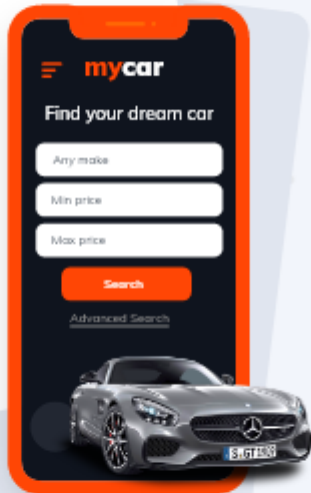 mycar
Find your dream car
Any make
Min price
Max price
Search
Advanced Search